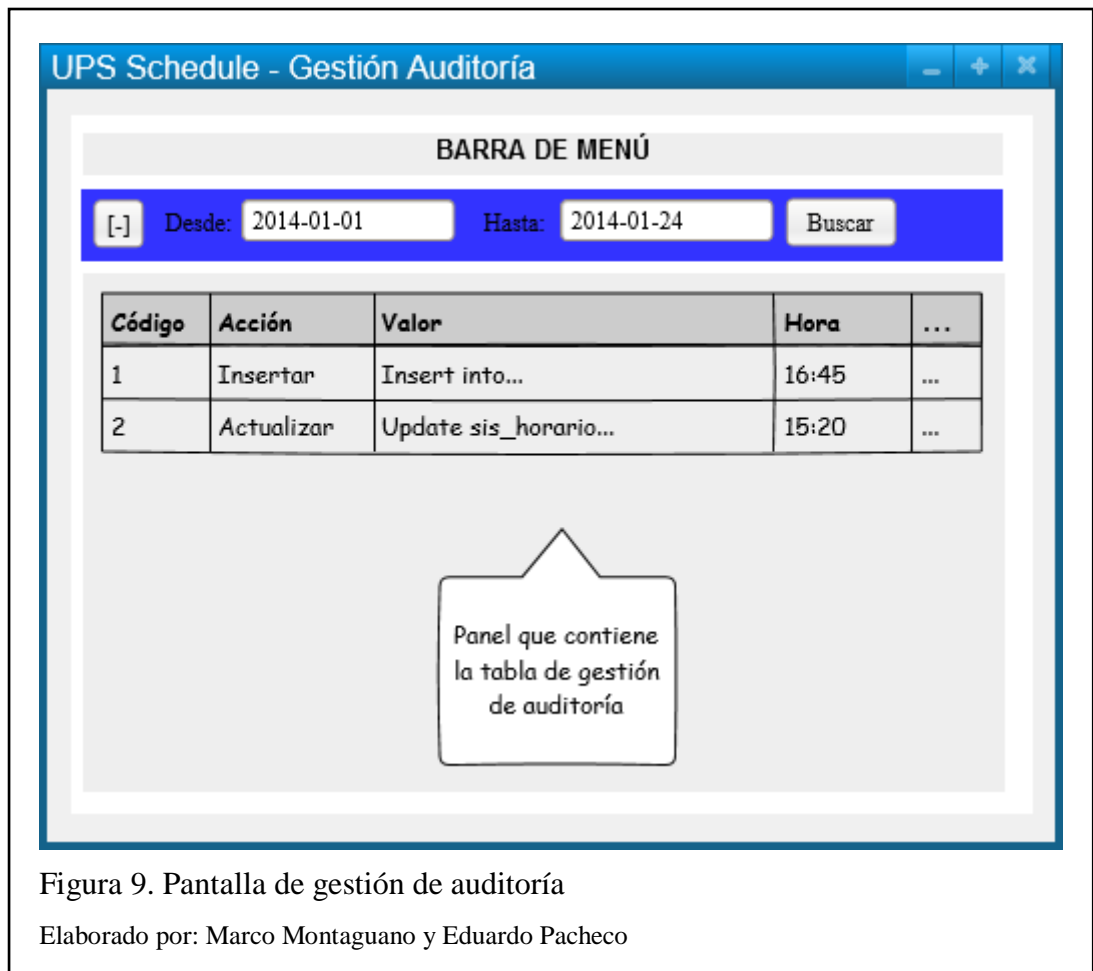 UPS Schedule - Gestión Auditoría
BARRA DE MENÚ
[-] Desde: 2014-01-01 Hasta: 2014-01-24 Buscar
Código Acción Valor Hora ...
1 Insertar Insert into... 16:45 ...
2 Actualizar Update sis_horario... 15:20 ...
Panel que contiene
la tabla de gestión
de auditoría
Figura 9. Pantalla de gestión de auditoría
Elaborado por: Marco Montaguano y Eduardo Pacheco